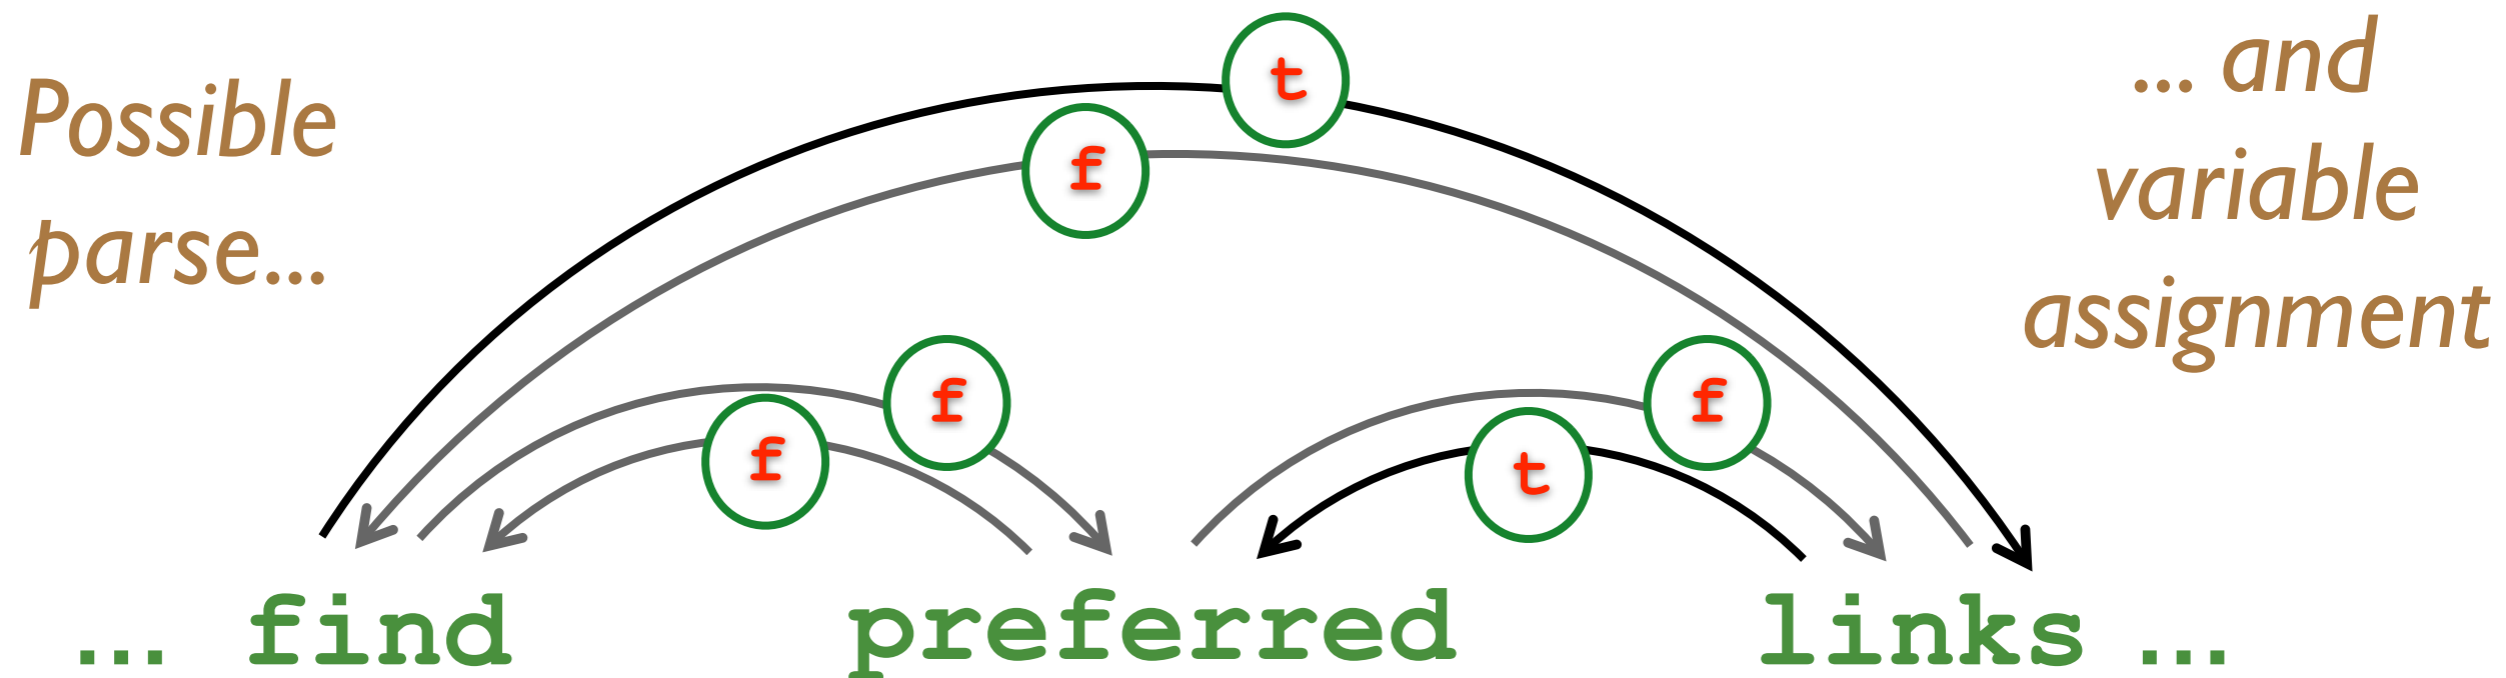 Possible
parse...
... and
variable
assignment
t
f
f
f
f
t
... find preferred links ...